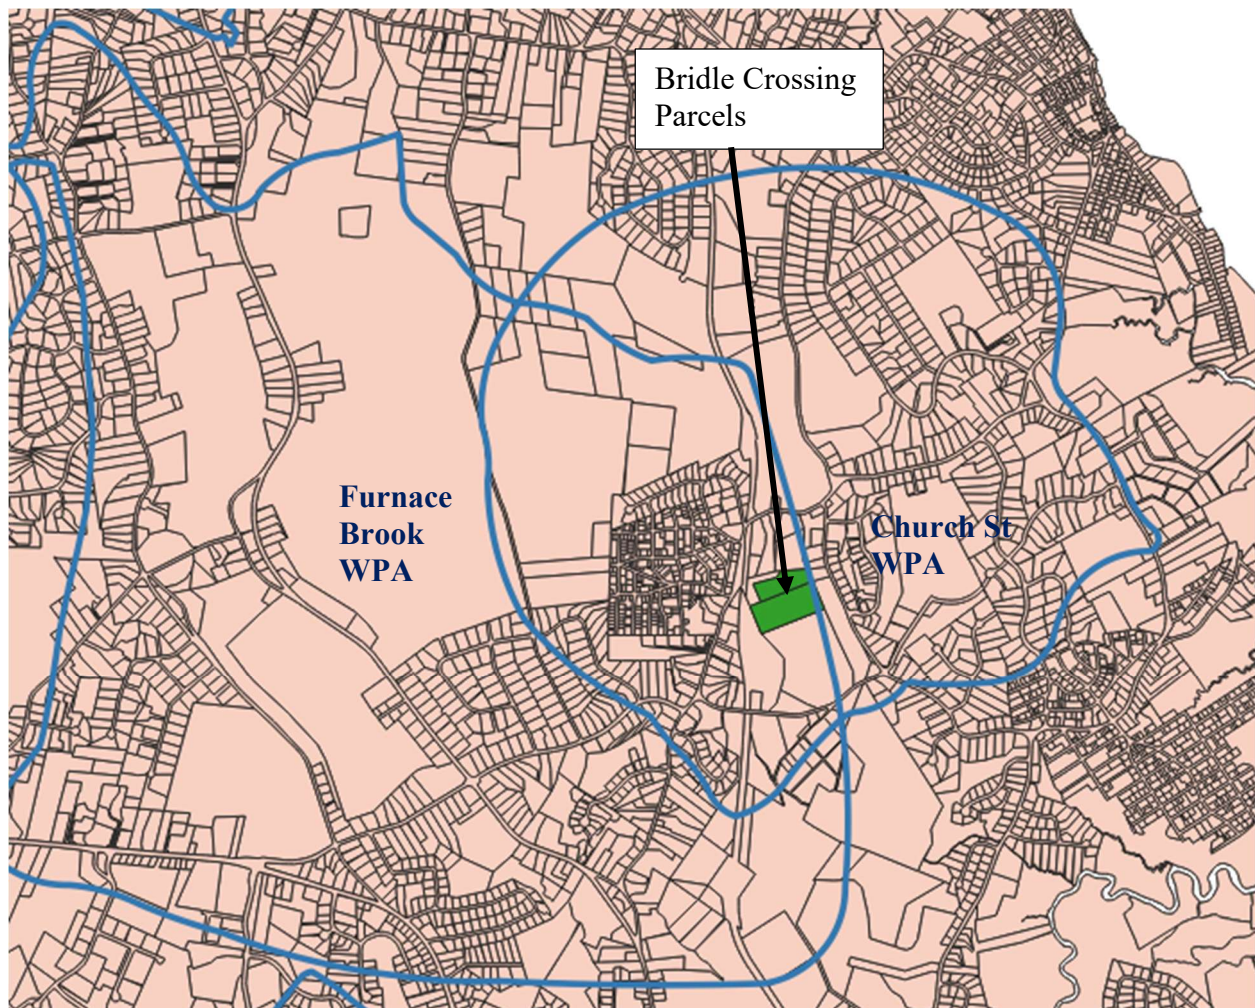 Bridle Crossing
Parcels
Furnace
Brook
WPA
Church St
WPA